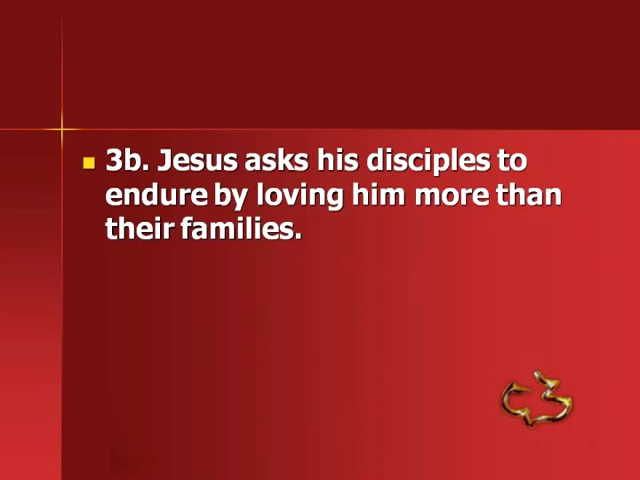 3b. Jesus asks his disciples to
endure by loving him more than
their families.